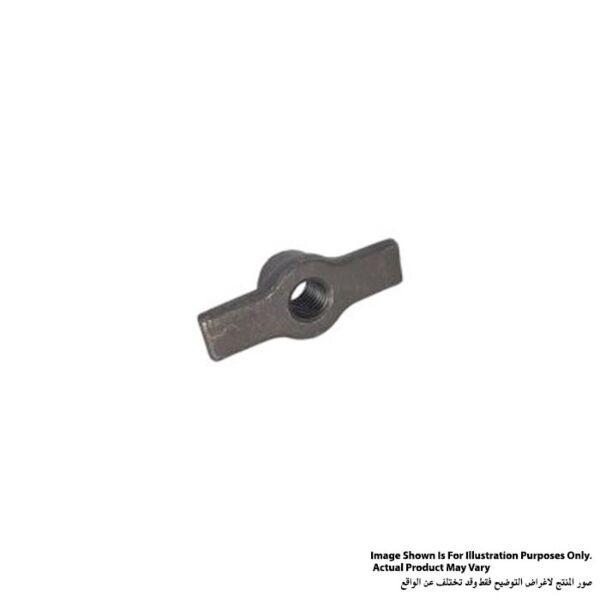 Image Shown Is For Illustration Purposes Only.
Actual Product May Vary
صور المنتج لاغراض التوضيح فقط وقد تختلف عن الواقع